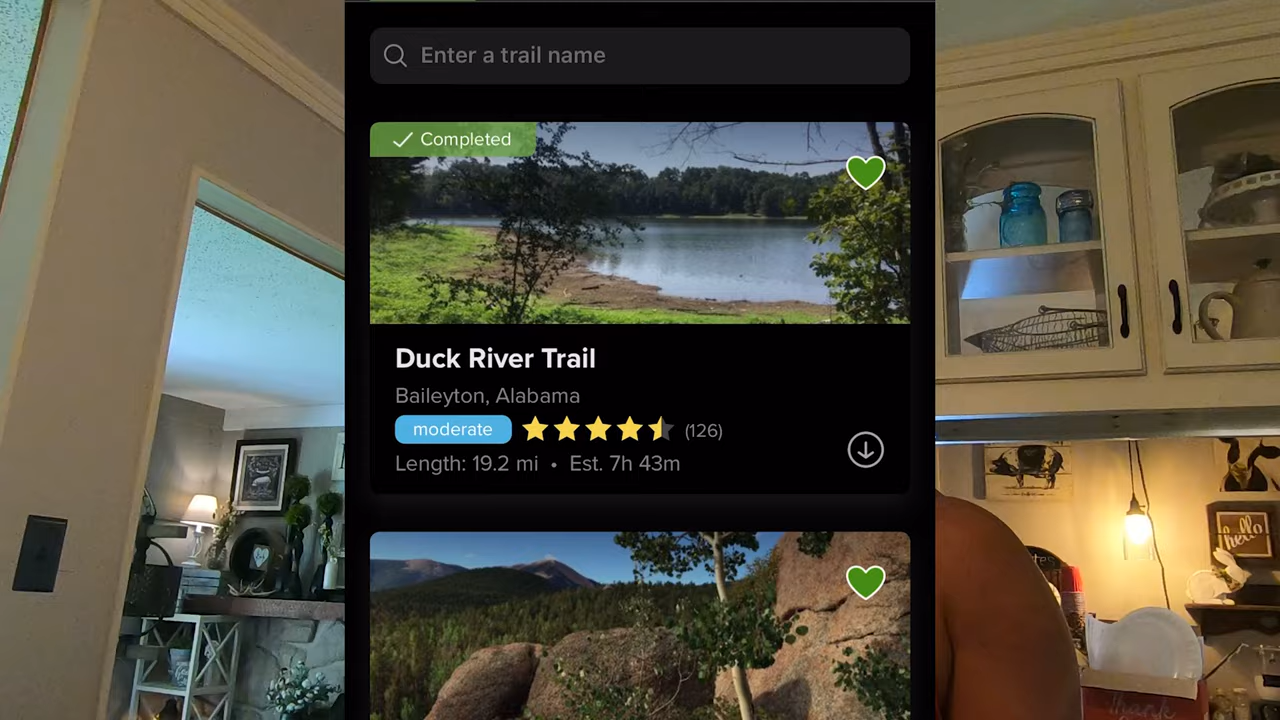 Enter a trail name
Completed
Duck River Trail
Baileyton, Alabama
moderate (126)
Length: 19.2 mi • Est. 7h 43m
hello
Thank